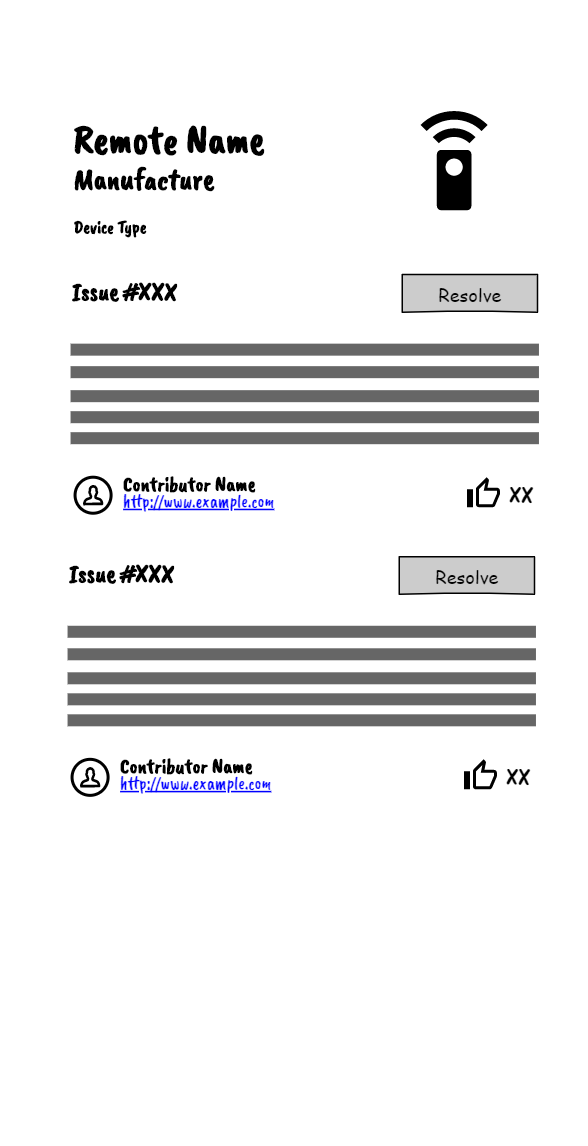 Remote Name
Manufacture
Device Type
Issue #XXX
Resolve
Contributor Name
http://www.example.com
XX
Issue #XXX
Resolve
Contributor Name
http://www.example.com
XX